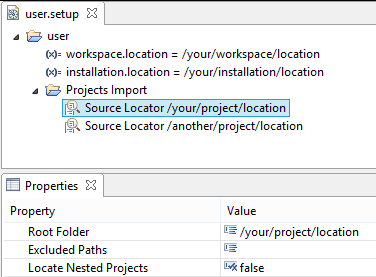 user.setup
user
(x)= workspace.location = /your/workspace/location
(x)= installation.location = /your/installation/location
Projects Import
Source Locator /your/project/location
Source Locator /another/project/location
Properties
Property Value
Root Folder /your/project/location
Excluded Paths
Locate Nested Projects false